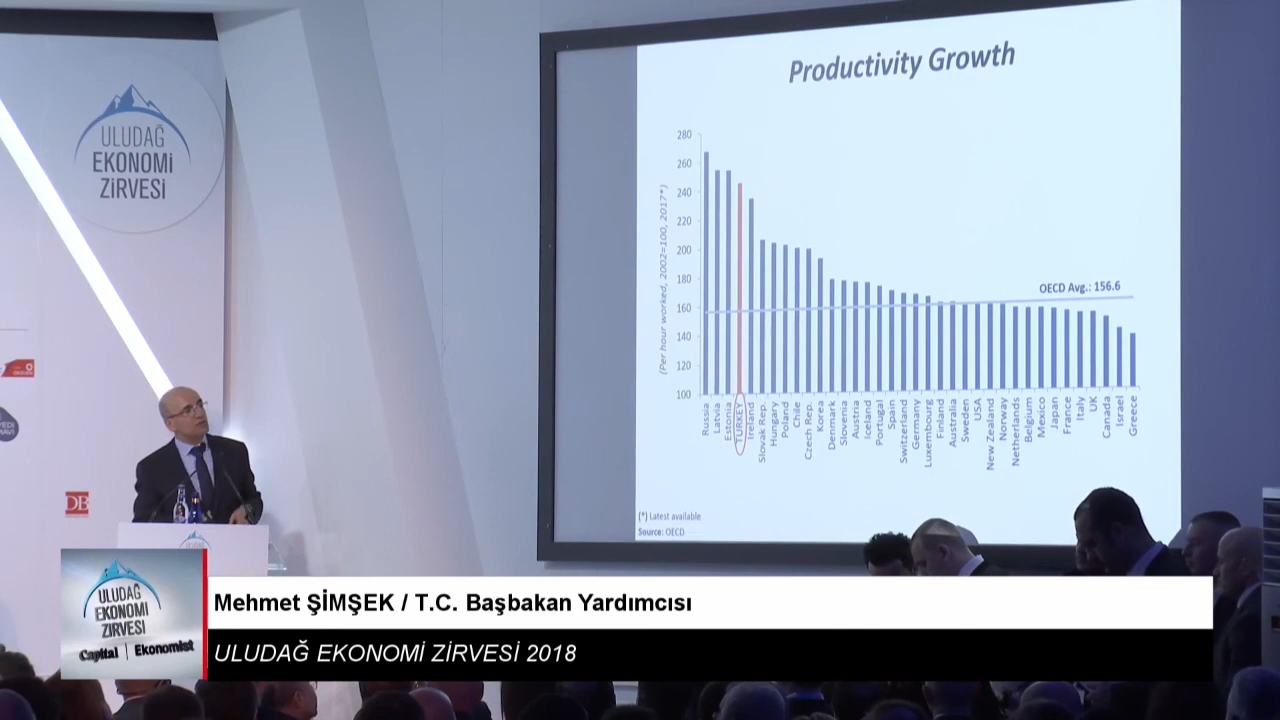 ULUDAĞ
EKONOMİ
ZİRVESİ
DB
Productivity Growth
280
260
240
220
200
180
160
140
120
100
(Per hour worked, 2002=100, 2017*)
OECD Avg.: 156.6
Russia
Latvia
Estonia
TURKEY
Ireland
Slovak Rep.
Hungary
Poland
Chile
Czech Rep.
Korea
Denmark
Slovenia
Austria
Iceland
Portugal
Spain
Switzerland
Germany
Luxembourg
Finland
Australia
Sweden
USA
New Zealand
Norway
Netherlands
Belgium
Mexico
Japan
France
Italy
UK
Canada
Israel
Greece
(*) Latest available
Source: OECD
ULUDAĞ
EKONOMİ
ZİRVESİ
Capital | Ekonomist
Mehmet ŞİMŞEK / T.C. Başbakan Yardımcısı
ULUDAĞ EKONOMİ ZİRVESİ 2018